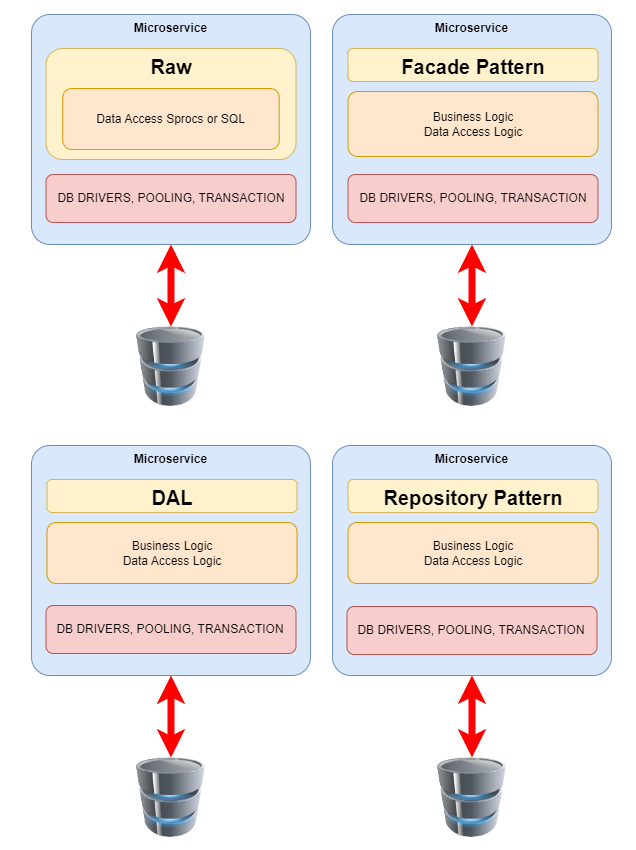 Microservice
Raw
Data Access Sprocs or SQL
DB DRIVERS, POOLING, TRANSACTION
Microservice
Facade Pattern
Business Logic
Data Access Logic
DB DRIVERS, POOLING, TRANSACTION
Microservice
DAL
Business Logic
Data Access Logic
DB DRIVERS, POOLING, TRANSACTION
Microservice
Repository Pattern
Business Logic
Data Access Logic
DB DRIVERS, POOLING, TRANSACTION